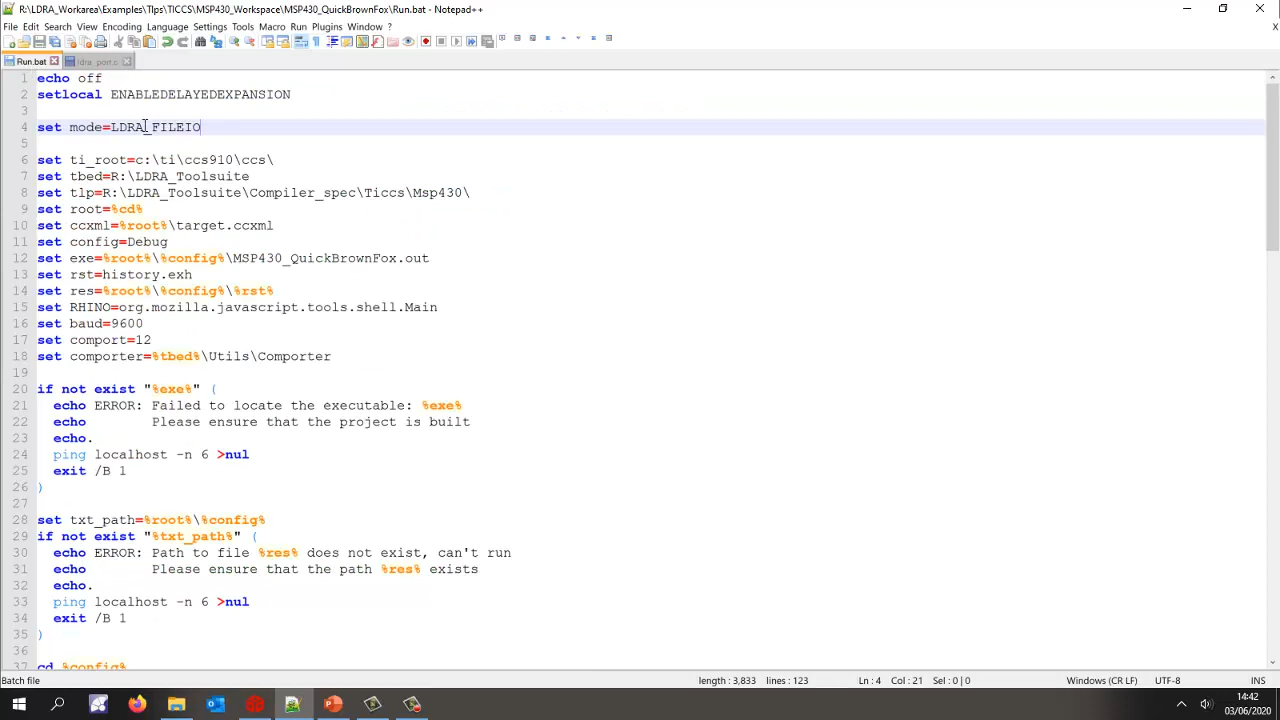 R:\LDRA_Workarea\Examples\Tlps\TICCS\MSP430_Workspace\MSP430_QuickBrownFox\Run.bat - Notepad++
File Edit Search View Encoding Language Settings Tools Macro Run Plugins Window ?
Run.bat ldra_port.c
1 echo off
2 setlocal ENABLEDELAYEDEXPANSION
3
4 set mode=LDRA_FILEIO
5
6 set ti_root=c:\ti\ccs910\ccs\
7 set tbed=R:\LDRA_Toolsuite
8 set tlp=R:\LDRA_Toolsuite\Compiler_spec\Ticcs\Msp430\
9 set root=%cd%
10 set ccxml=%root%\target.ccxml
11 set config=Debug
12 set exe=%root%\%config%\MSP430_QuickBrownFox.out
13 set rst=history.exh
14 set res=%root%\%config%\%rst%
15 set RHINO=org.mozilla.javascript.tools.shell.Main
16 set baud=9600
17 set comport=12
18 set comporter=%tbed%\Utils\Comporter
19
20 if not exist "%exe%" (
21 echo ERROR: Failed to locate the executable: %exe%
22 echo Please ensure that the project is built
23 echo.
24 ping localhost -n 6 >nul
25 exit /B 1
26 )
27
28 set txt_path=%root%\%config%
29 if not exist "%txt_path%" (
30 echo ERROR: Path to file %res% does not exist, can't run
31 echo Please ensure that the path %res% exists
32 echo.
33 ping localhost -n 6 >nul
34 exit /B 1
35 )
36
37 cd %config%
Batch file length : 3,833 lines : 123 Ln : 4 Col : 21 Sel : 0 | 0 Windows (CR LF) UTF-8 INS
14:42
03/06/2020